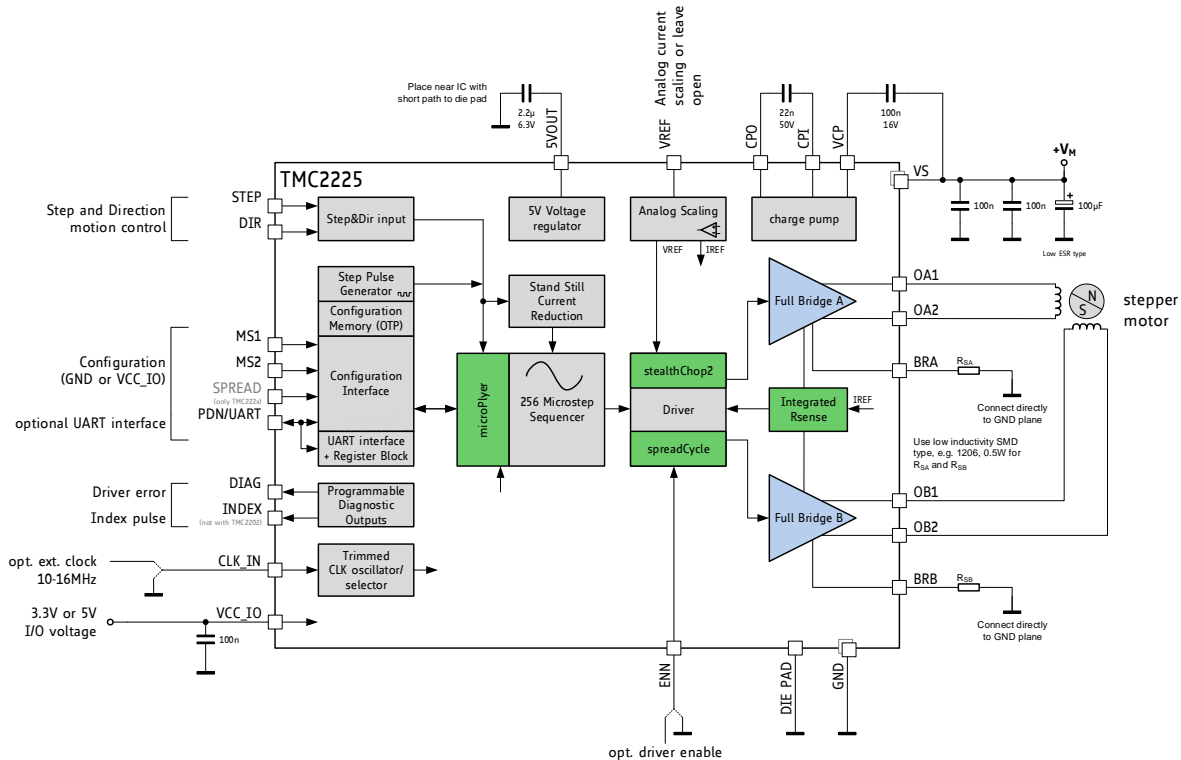 Place near IC with
short path to die pad
2.2µ
6.3V
5VOUT
VREF
Analog current
scaling or leave
open
CPO
22n
50V
CPI
VCP
100n
16V
+VM
VS
100n
100n
+
100µF
Low ESR type
TMC2225
Step and Direction
motion control
STEP
DIR
Step&Dir input
5V Voltage
regulator
Analog Scaling
VREF
IREF
charge pump
Step Pulse
Generator
Configuration
Memory (OTP)
Stand Still
Current
Reduction
Full Bridge A
OA1
OA2
N
S
stepper
motor
Configuration
(GND or VCC_IO)
optional UART interface
MS1
MS2
SPREAD
(only TMC222x)
PDN/UART
Configuration
Interface
UART interface
+ Register Block
microPlyer
256 Microstep
Sequencer
stealthChop2
Driver
spreadCycle
Integrated
Rsense
IREF
BRA
RSA
Connect directly
to GND plane
Use low inductivity SMD
type, e.g. 1206, 0.5W for
RSA and RSB
Driver error
Index pulse
DIAG
INDEX
(not with TMC2202)
Programmable
Diagnostic
Outputs
Full Bridge B
OB1
OB2
opt. ext. clock
10-16MHz
CLK_IN
Trimmed
CLK oscillator/
selector
BRB
RSB
Connect directly
to GND plane
3.3V or 5V
I/O voltage
VCC_IO
100n
ENN
DIE PAD
GND
opt. driver enable